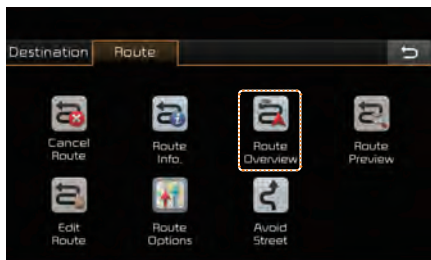 Destination
Route
Cancel
Route
Route
Info.
Route
Overview
Route
Preview
Edit
Route
Route
Options
Avoid
Street